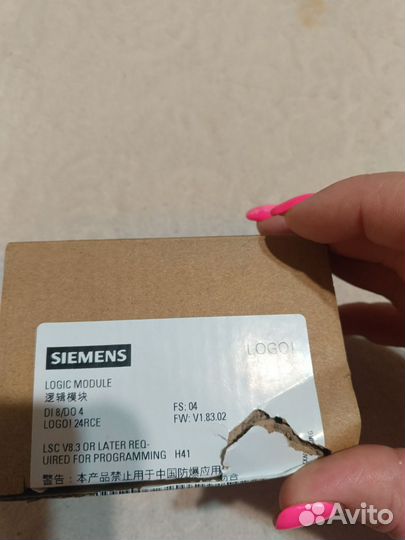 SIEMENS
LOGO!
LOGIC MODULE
逻辑模块
DI 8/DO 4
FS: 04
LOGO! 24RCE
FW: V1.83.02
LSC V8.3 OR LATER REQ-
UIRED FOR PROGRAMMING H41
警告：本产品禁止用于中国防爆应用
Avito